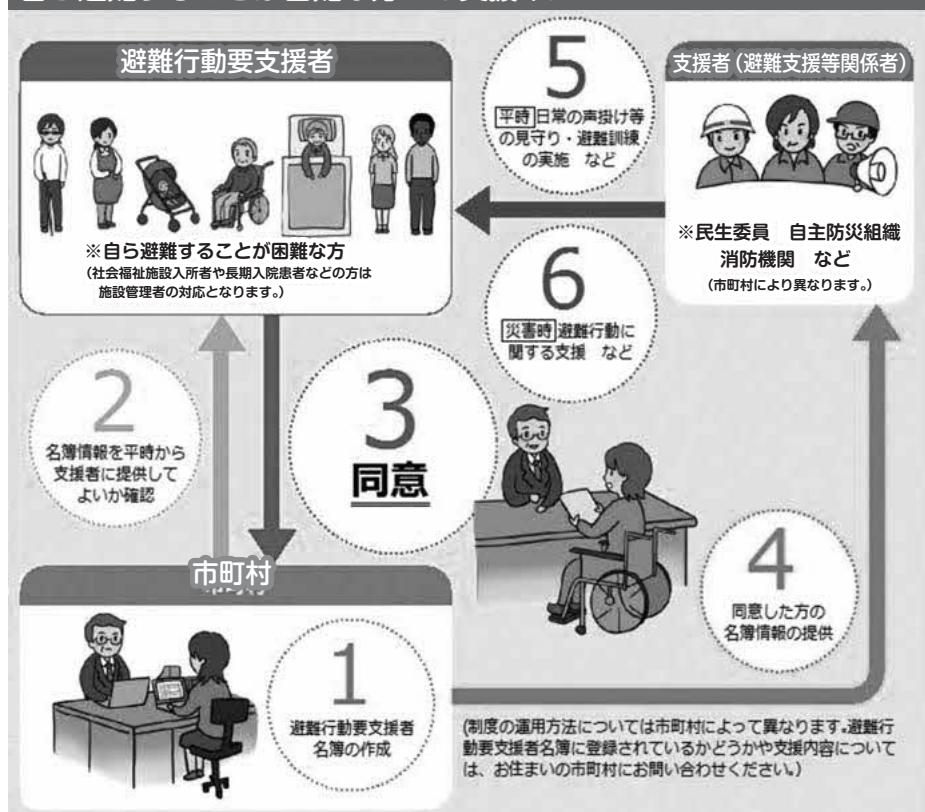 避難行動要支援者
※自ら避難することが困難な方
(社会福祉施設入所者や長期入院患者などの方は
施設管理者の対応となります。)
5
平時 日常の声掛け等
の見守り・避難訓練
の実施 など
支援者(避難支援等関係者)
※民生委員 自主防災組織
消防機関 など
(市町村により異なります。)
6
災害時 避難行動に
関する支援 など
2
名簿情報を平時から
支援者に提供して
よいか確認
3
同意
4
同意した方の
名簿情報の提供
市町村
1
避難行動要支援者
名簿の作成
(制度の運用方法については市町村によって異なります。避難行
動要支援者名簿に登録されているかどうかや支援内容について
は、お住まいの市町村にお問い合わせください。)